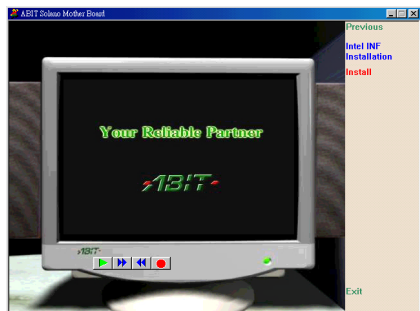 ABIT Solano Mother Board
Previous
Intel INF
Installation
Install
Your Reliable Partner
ABIT
ABIT
Exit